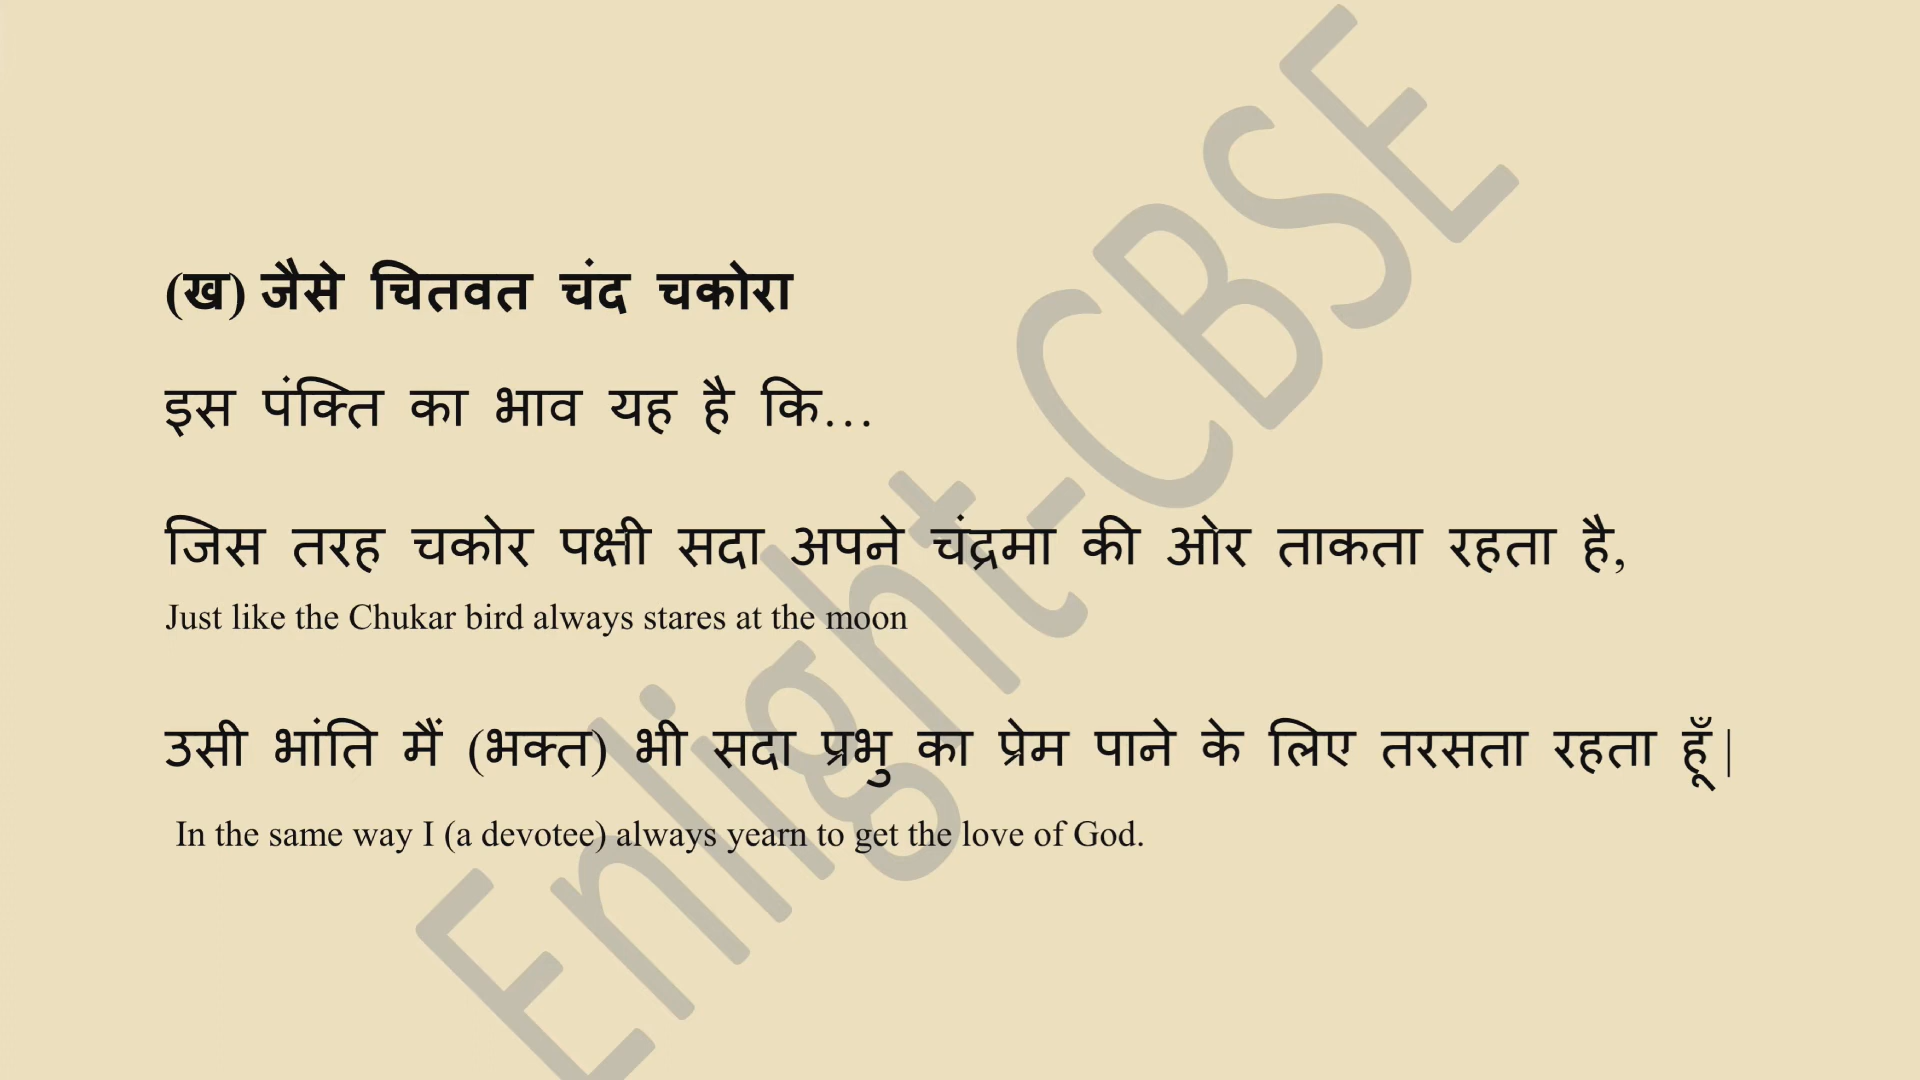 (ख) जैसे चितवत चंद चकोरा
इस पंक्ति का भाव यह है कि...
जिस तरह चकोर पक्षी सदा अपने चंद्रमा की ओर ताकता रहता है,
Just like the Chukar bird always stares at the moon
उसी भांति मैं (भक्त) भी सदा प्रभु का प्रेम पाने के लिए तरसता रहता हूँ|
In the same way I (a devotee) always yearn to get the love of God.
Enlight-CBSE